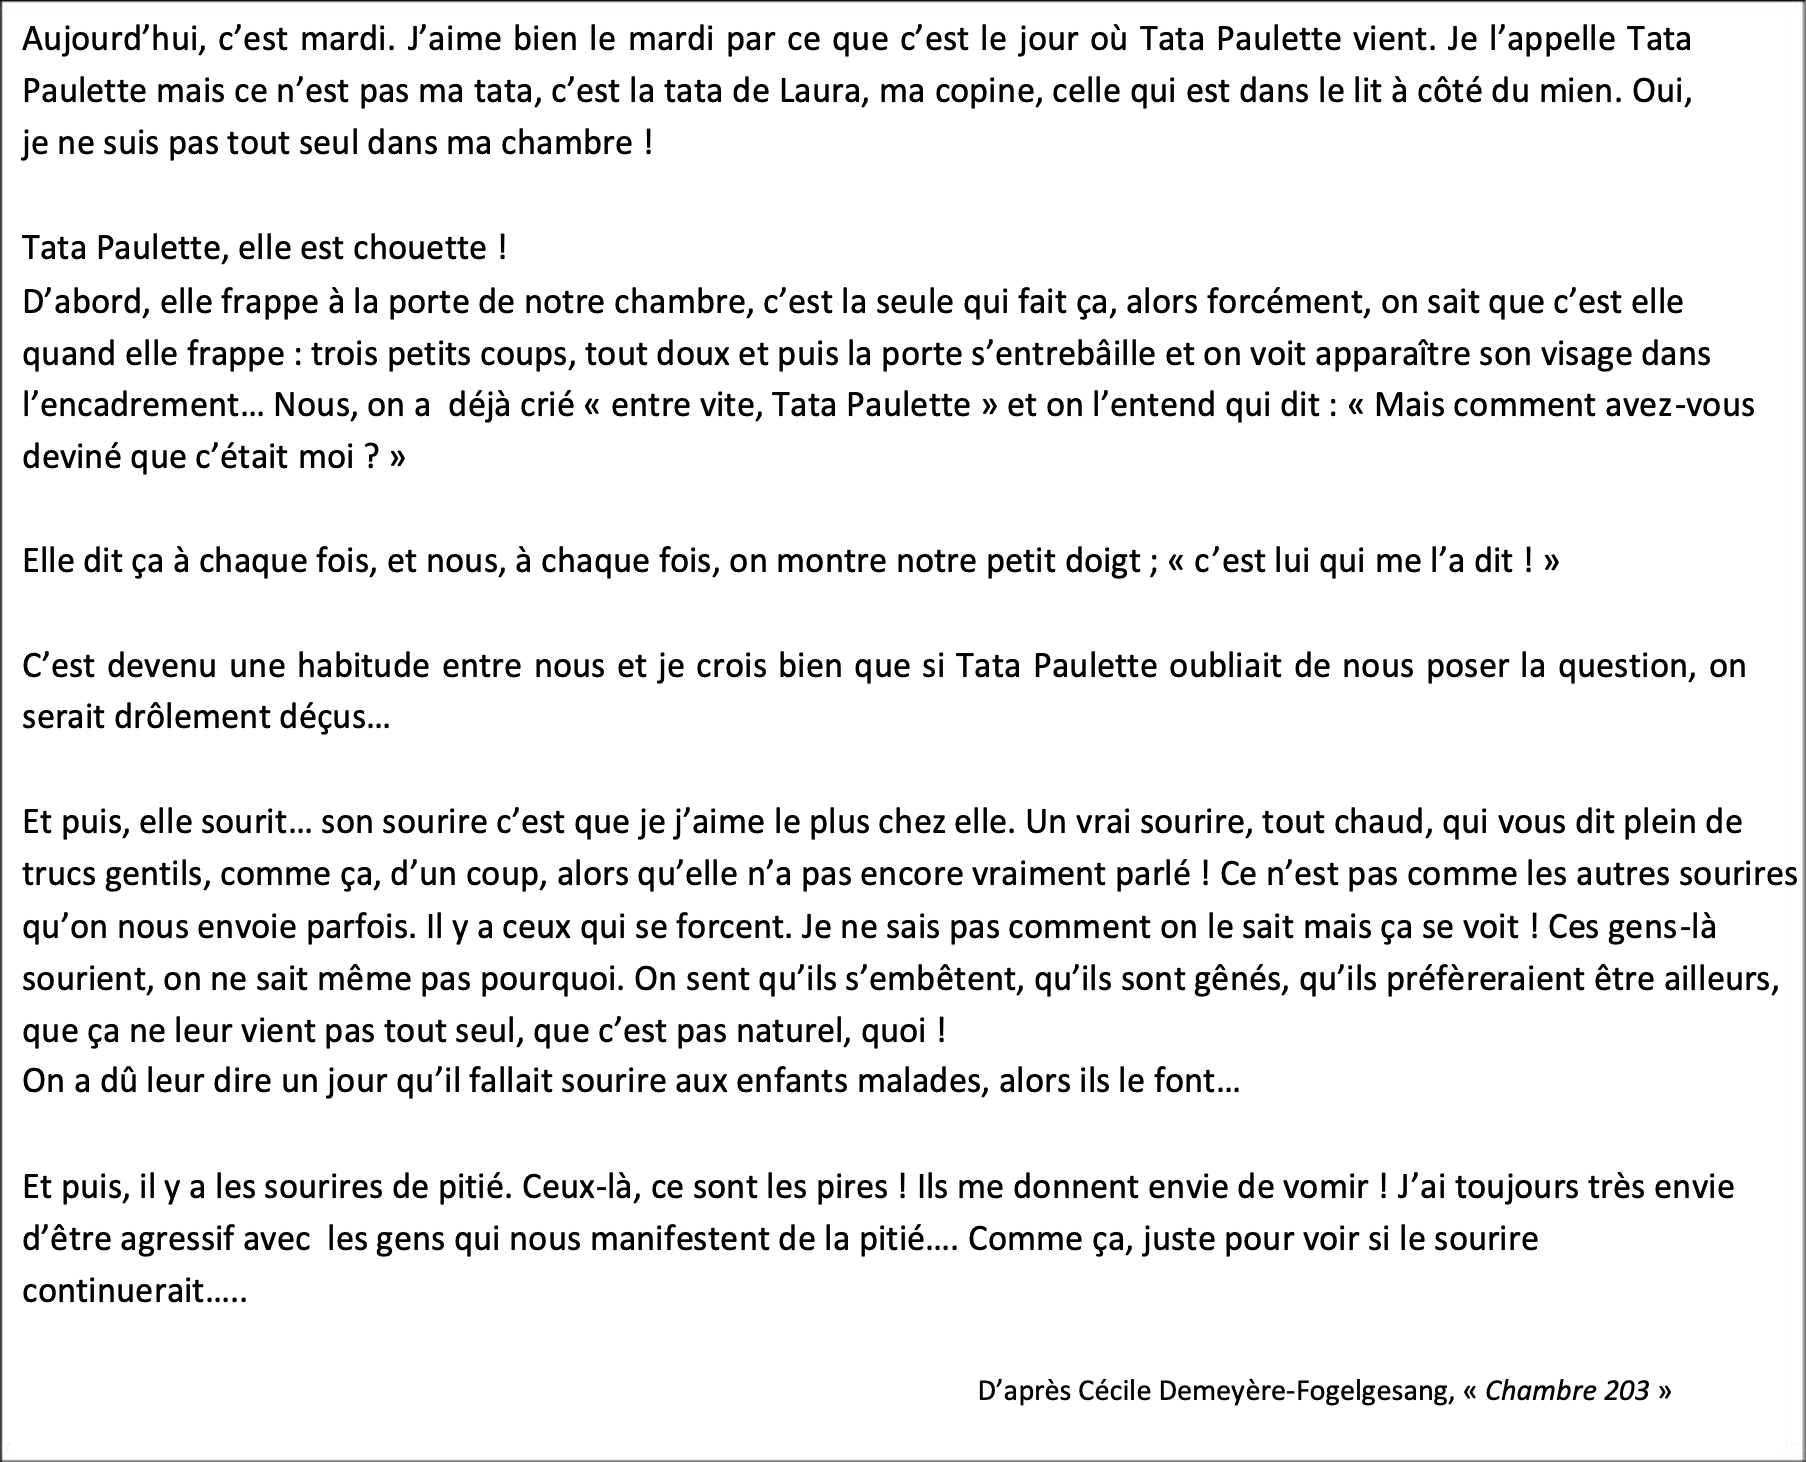 Aujourd’hui, c’est mardi. J’aime bien le mardi par ce que c’est le jour où Tata Paulette vient. Je l’appelle Tata
Paulette mais ce n’est pas ma tata, c’est la tata de Laura, ma copine, celle qui est dans le lit à côté du mien. Oui,
je ne suis pas tout seul dans ma chambre !
Tata Paulette, elle est chouette !
D’abord, elle frappe à la porte de notre chambre, c’est la seule qui fait ça, alors forcément, on sait que c’est elle
quand elle frappe : trois petits coups, tout doux et puis la porte s’entrebâille et on voit apparaître son visage dans
l’encadrement… Nous, on a  déjà crié « entre vite, Tata Paulette » et on l’entend qui dit : « Mais comment avez-vous
deviné que c’était moi ? »
Elle dit ça à chaque fois, et nous, à chaque fois, on montre notre petit doigt ; « c’est lui qui me l’a dit ! »
C’est devenu une habitude entre nous et je crois bien que si Tata Paulette oubliait de nous poser la question, on
serait drôlement déçus…
Et puis, elle sourit… son sourire c’est que je j’aime le plus chez elle. Un vrai sourire, tout chaud, qui vous dit plein de
trucs gentils, comme ça, d’un coup, alors qu’elle n’a pas encore vraiment parlé ! Ce n’est pas comme les autres sourires
qu’on nous envoie parfois. Il y a ceux qui se forcent. Je ne sais pas comment on le sait mais ça se voit ! Ces gens-là
sourient, on ne sait même pas pourquoi. On sent qu’ils s’embêtent, qu’ils sont gênés, qu’ils préfèreraient être ailleurs,
que ça ne leur vient pas tout seul, que c’est pas naturel, quoi !
On a dû leur dire un jour qu’il fallait sourire aux enfants malades, alors ils le font…
Et puis, il y a les sourires de pitié. Ceux-là, ce sont les pires ! Ils me donnent envie de vomir ! J’ai toujours très envie
d’être agressif avec  les gens qui nous manifestent de la pitié…. Comme ça, juste pour voir si le sourire
continuerait…..
D’après Cécile Demeyère-Fogelgesang, « Chambre 203 »